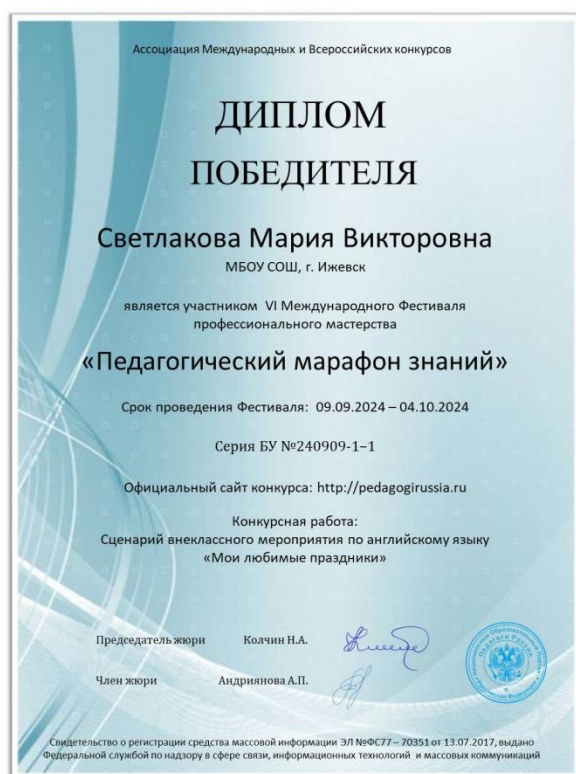 Ассоциация Международных и Всероссийских конкурсов
ДИПЛОМ
ПОБЕДИТЕЛЯ
Светлакова Мария Викторовна
МБОУ СОШ, г. Ижевск
является участником VI Международного Фестиваля
профессионального мастерства
«Педагогический марафон знаний»
Срок проведения Фестиваля: 09.09.2024 – 04.10.2024
Серия БУ №240909-1–1
Официальный сайт конкурса: http://pedagogirussia.ru
Конкурсная работа:
Сценарий внеклассного мероприятия по английскому языку
«Мои любимые праздники»
Председатель жюри Колчин Н.А.
Член жюри Андриянова А.П.
Педагоги России
Свидетельство о регистрации средства массовой информации ЭЛ №ФС77 – 70351 от 13.07.2017, выдано
Федеральной службой по надзору в сфере связи, информационных технологий и массовых коммуникаций